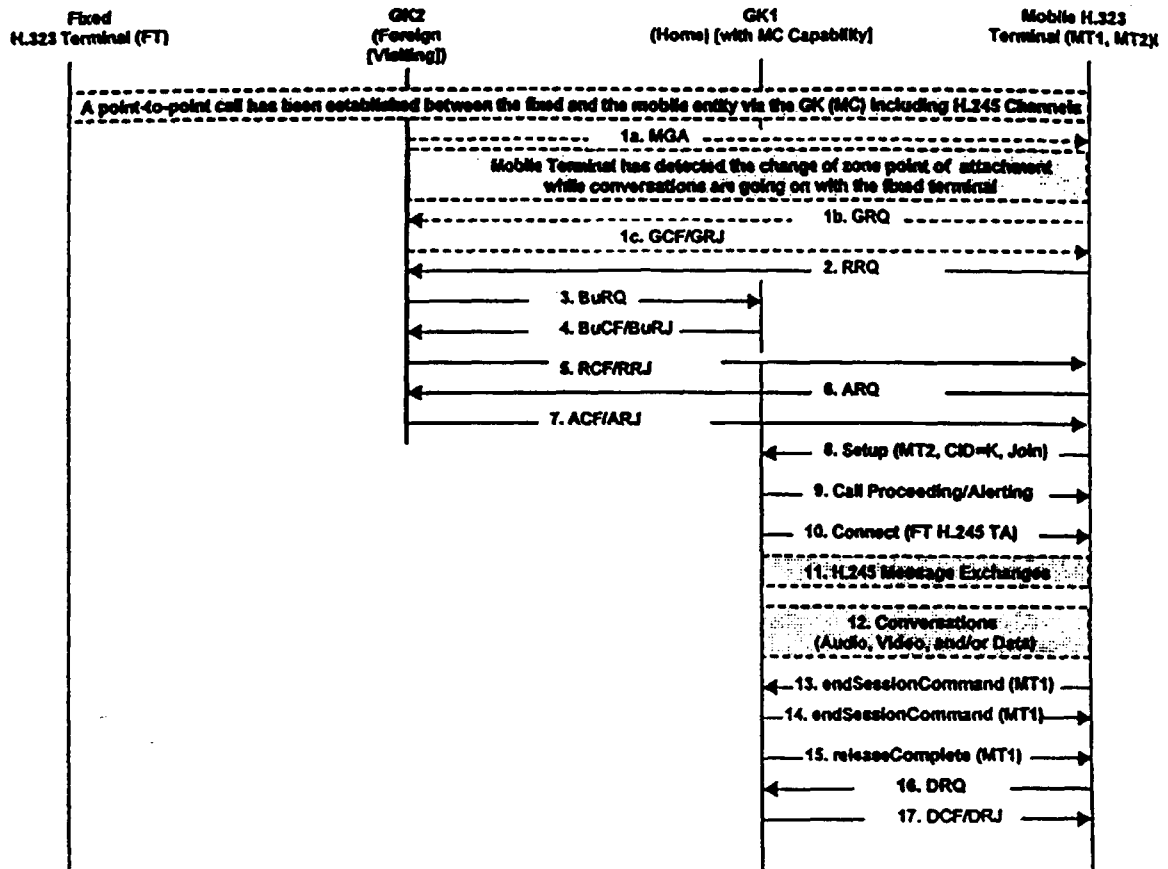 Fixed
H.323 Terminal (FT)
GK2
(Foreign
[Visiting])
GK1
(Home) [with MC Capability]
Mobile H.323
Terminal (MT1, MT2)
A point-to-point call has been established between the fixed and the mobile entity via the GK (MC) including H.245 Channels
1a. MGA
Mobile Terminal has detected the change of zone point of attachment
while conversations are going on with the fixed terminal
1b. GRQ
1c. GCF/GRJ
2. RRQ
3. BuRQ
4. BuCF/BuRJ
5. RCF/RRJ
6. ARQ
7. ACF/ARJ
8. Setup (MT2, CID=K, Join)
9. Call Proceeding/Alerting
10. Connect (FT H.245 TA)
11. H.245 Message Exchanges
12. Conversations
(Audio, Video, and/or Data)
13. endSessionCommand (MT1)
14. endSessionCommand (MT1)
15. releaseComplete (MT1)
16. DRQ
17. DCF/DRJ